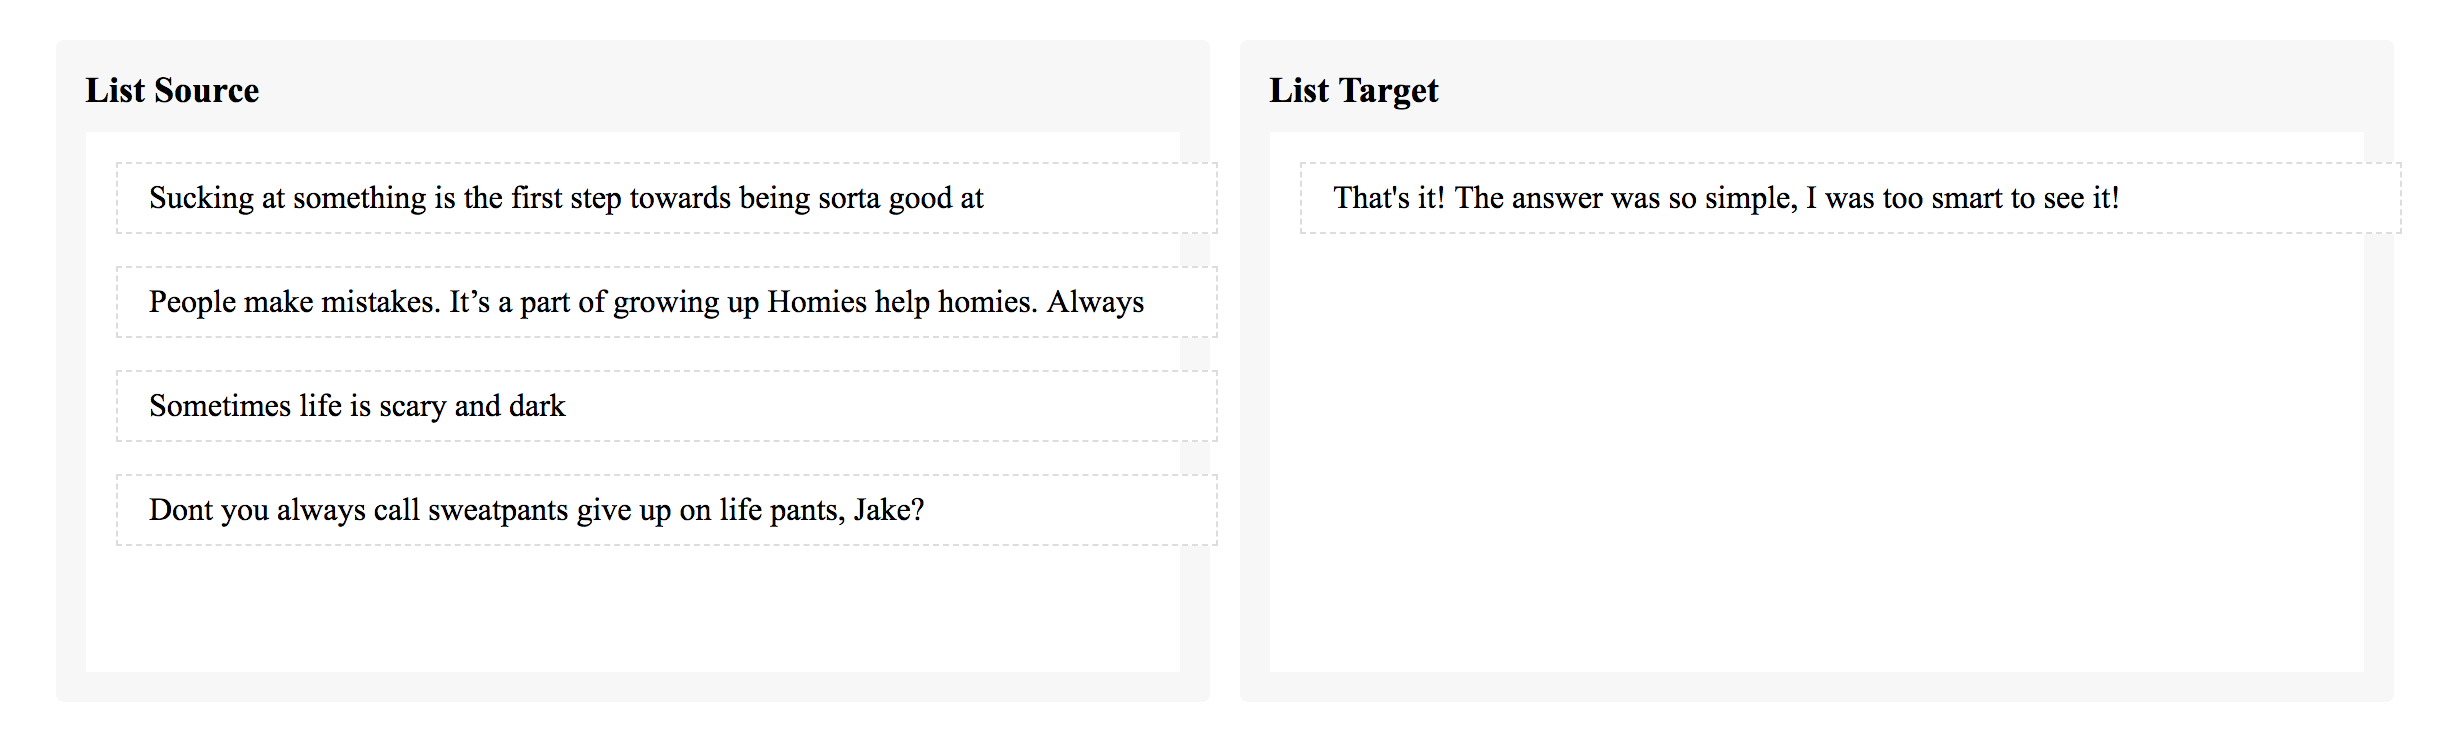 List Source
Sucking at something is the first step towards being sorta good at
People make mistakes. It’s a part of growing up Homies help homies. Always
Sometimes life is scary and dark
Dont you always call sweatpants give up on life pants, Jake?
List Target
That's it! The answer was so simple, I was too smart to see it!